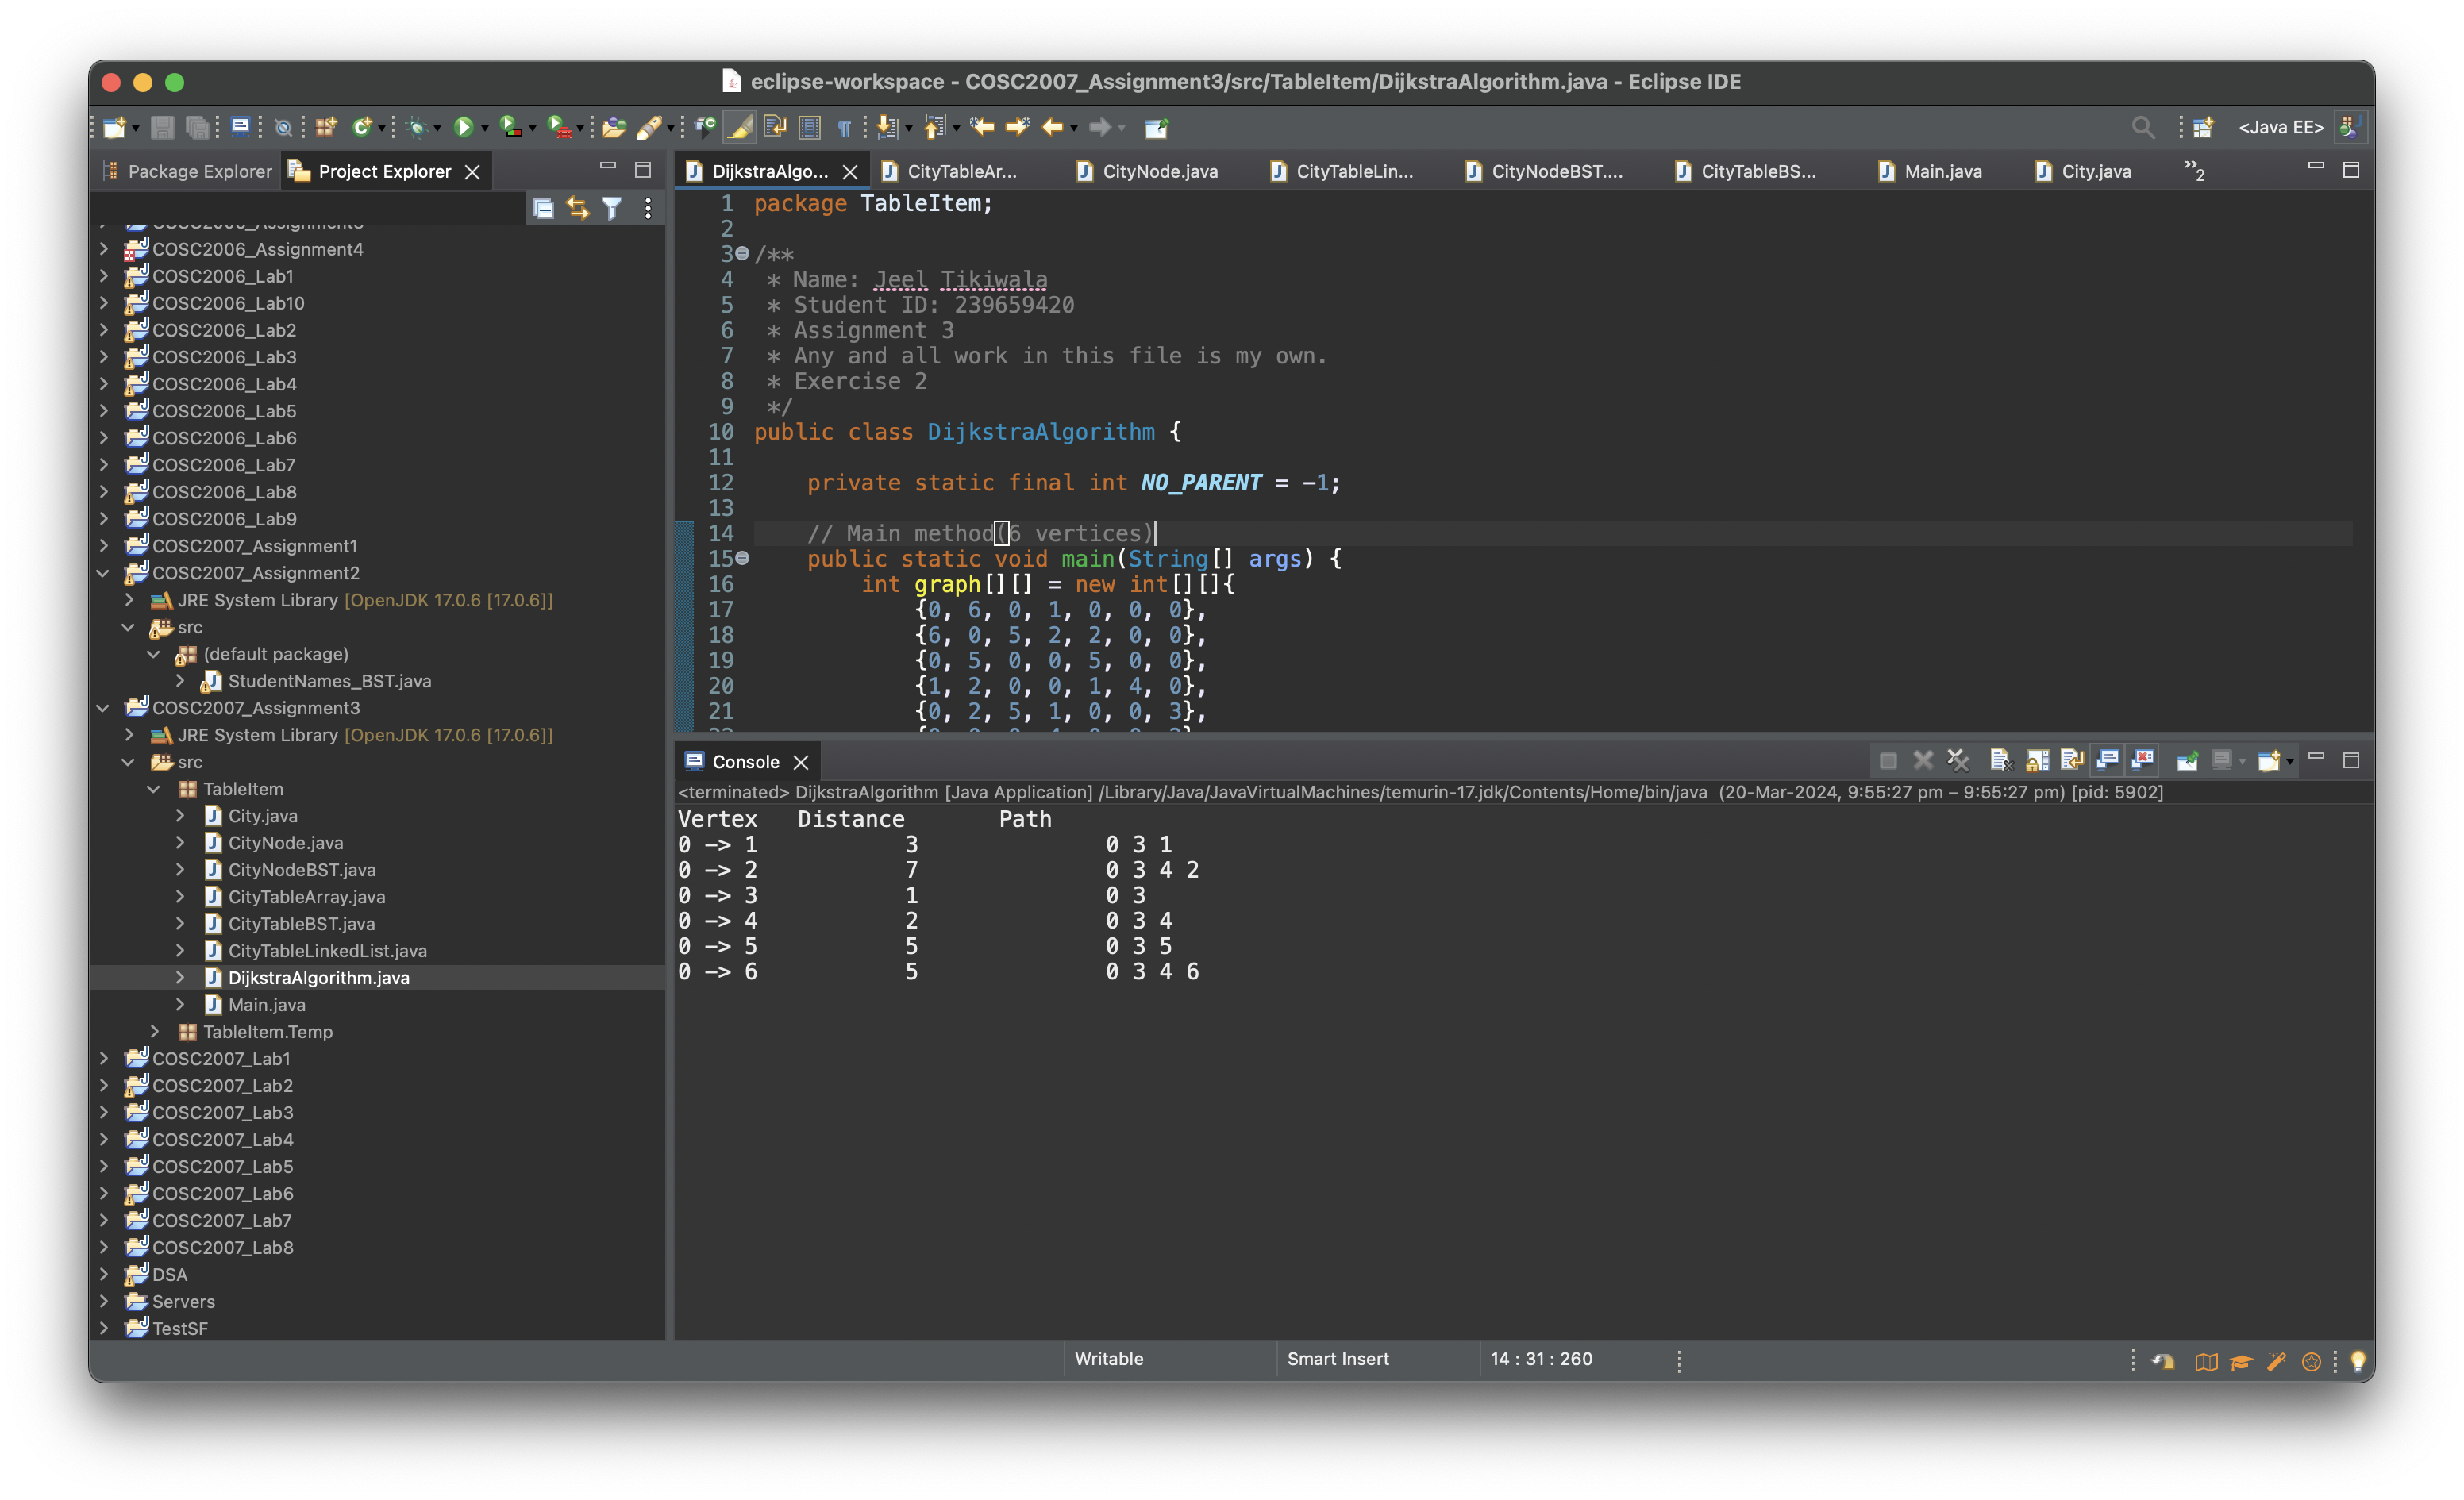 eclipse-workspace - COSC2007_Assignment3/src/TableItem/DijkstraAlgorithm.java - Eclipse IDE
<Java EE>
Package Explorer
Project Explorer
DijkstraAlgo...
CityTableAr...
CityNode.java
CityTableLin...
CityNodeBST....
CityTableBS...
Main.java
City.java
»2
COSC2006_Assignment4
COSC2006_Lab1
COSC2006_Lab10
COSC2006_Lab2
COSC2006_Lab3
COSC2006_Lab4
COSC2006_Lab5
COSC2006_Lab6
COSC2006_Lab7
COSC2006_Lab8
COSC2006_Lab9
COSC2007_Assignment1
COSC2007_Assignment2
JRE System Library [OpenJDK 17.0.6 [17.0.6]]
src
(default package)
StudentNames_BST.java
COSC2007_Assignment3
JRE System Library [OpenJDK 17.0.6 [17.0.6]]
src
TableItem
City.java
CityNode.java
CityNodeBST.java
CityTableArray.java
CityTableBST.java
CityTableLinkedList.java
DijkstraAlgorithm.java
Main.java
TableItem.Temp
COSC2007_Lab1
COSC2007_Lab2
COSC2007_Lab3
COSC2007_Lab4
COSC2007_Lab5
COSC2007_Lab6
COSC2007_Lab7
COSC2007_Lab8
DSA
Servers
TestSF
1 package TableItem;
2
3 /**
4 * Name: Jeel Tikiwala
5 * Student ID: 239659420
6 * Assignment 3
7 * Any and all work in this file is my own.
8 * Exercise 2
9 */
10 public class DijkstraAlgorithm {
11
12 private static final int NO_PARENT = -1;
13
14 // Main method(6 vertices)
15 public static void main(String[] args) {
16 int graph[][] = new int[][]{
17 {0, 6, 0, 1, 0, 0, 0},
18 {6, 0, 5, 2, 2, 0, 0},
19 {0, 5, 0, 0, 5, 0, 0},
20 {1, 2, 0, 0, 1, 4, 0},
21 {0, 2, 5, 1, 0, 0, 3},
Console
<terminated> DijkstraAlgorithm [Java Application] /Library/Java/JavaVirtualMachines/temurin-17.jdk/Contents/Home/bin/java (20-Mar-2024, 9:55:27 pm – 9:55:27 pm) [pid: 5902]
Vertex Distance Path
0 -> 1 3 0 3 1
0 -> 2 7 0 3 4 2
0 -> 3 1 0 3
0 -> 4 2 0 3 4
0 -> 5 5 0 3 5
0 -> 6 5 0 3 4 6
Writable
Smart Insert
14 : 31 : 260